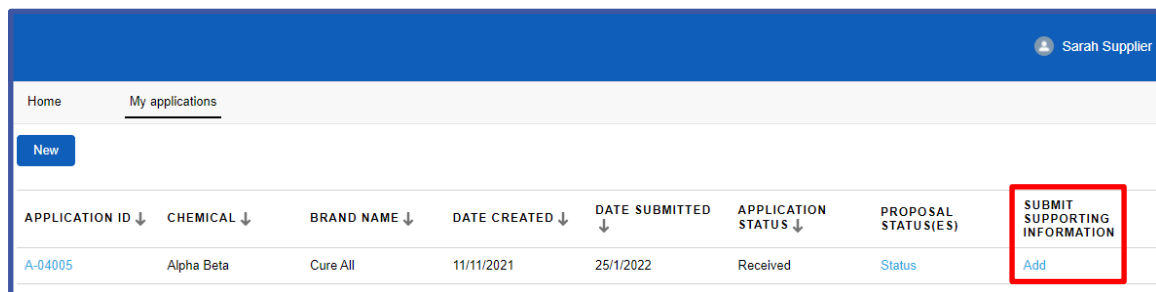 Sarah Supplier
Home My applications
New
APPLICATION ID CHEMICAL BRAND NAME DATE CREATED DATE SUBMITTED APPLICATION STATUS PROPOSAL STATUS(ES) SUBMIT SUPPORTING INFORMATION
A-04005 Alpha Beta Cure All 11/11/2021 25/1/2022 Received Status Add